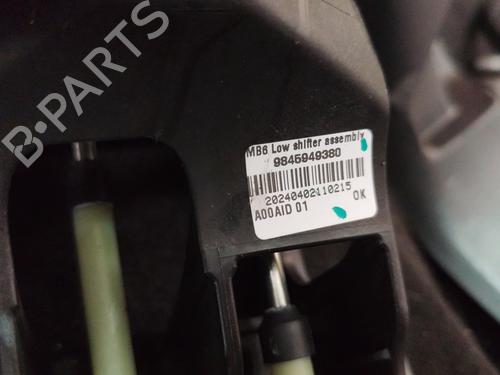 B-PARTS
MB6 Low shifter assembly
9845949380
20240402110215
A00AID 01
OK